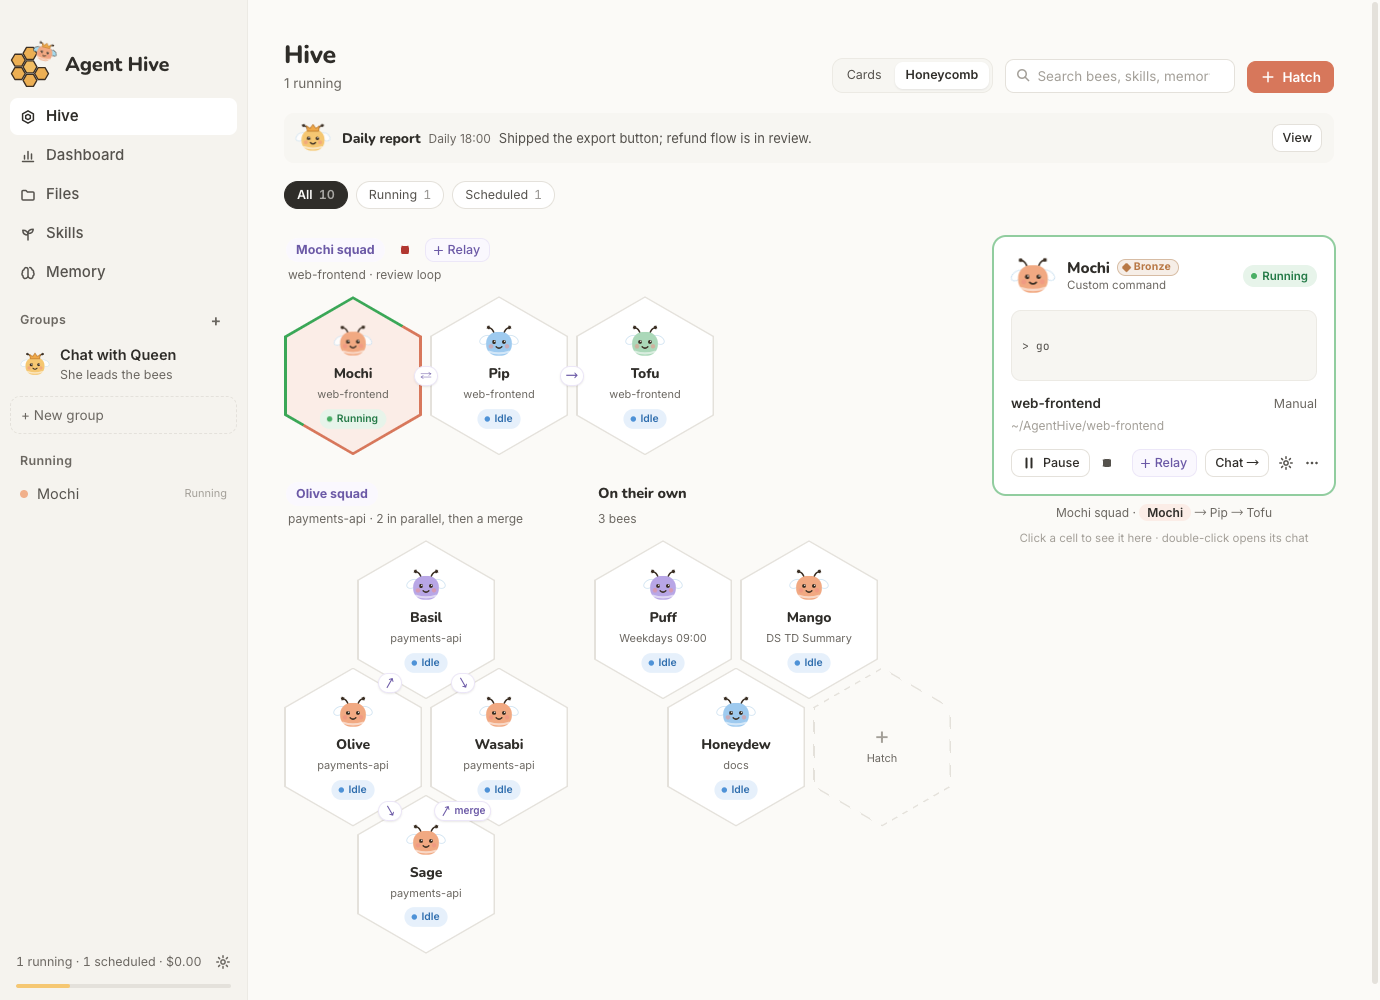 Agent Hive
Hive
Dashboard
Files
Skills
Memory
Groups +
Chat with Queen
She leads the bees
+ New group
Running
Mochi Running
1 running · 1 scheduled · $0.00
Hive
1 running
Cards Honeycomb
Search bees, skills, memor
+ Hatch
Daily report Daily 18:00 Shipped the export button; refund flow is in review.
View
All 10 Running 1 Scheduled 1
Mochi squad + Relay
web-frontend · review loop
Mochi
web-frontend
Running
⇄
Pip
web-frontend
Idle
→
Tofu
web-frontend
Idle
Olive squad
payments-api · 2 in parallel, then a merge
Basil
payments-api
Idle
↗
↘
Olive
payments-api
Idle
Wasabi
payments-api
Idle
↘
↗ merge
Sage
payments-api
Idle
On their own
3 bees
Puff
Weekdays 09:00
Idle
Mango
DS TD Summary
Idle
Honeydew
docs
Idle
+
Hatch
Mochi Bronze
Custom command
Running
> go
web-frontend Manual
~/AgentHive/web-frontend
Pause + Relay Chat → ···
Mochi squad · Mochi → Pip → Tofu
Click a cell to see it here · double-click opens its chat